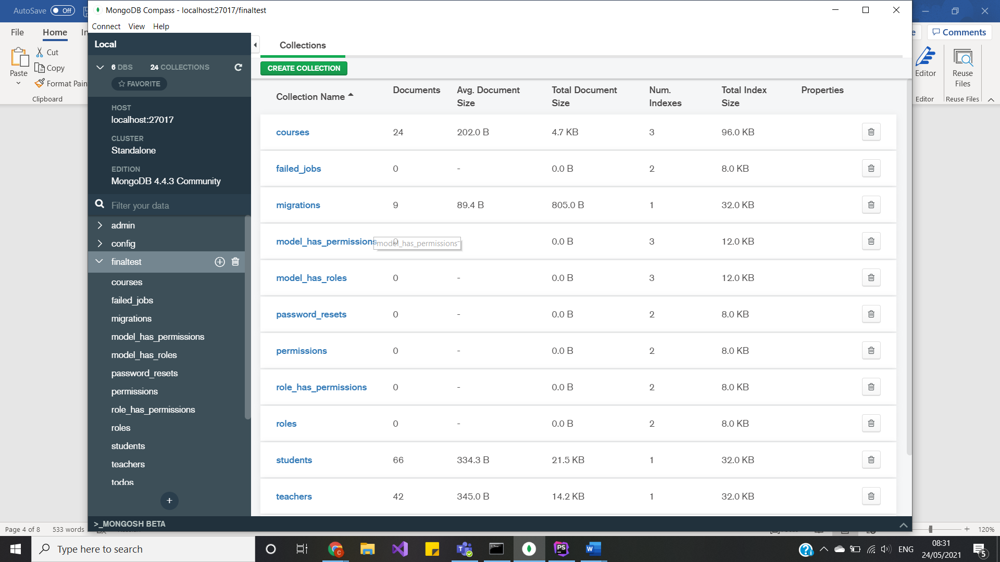 AutoSave Off
MongoDB Compass - localhost:27017/finaltest
Connect View Help
File Home
Comments
Cut
Copy
Paste
Clipboard
Editor
Reuse Files
Editor
Reuse Files
Local
6 DBS 24 COLLECTIONS
FAVORITE
HOST
localhost:27017
CLUSTER
Standalone
EDITION
MongoDB 4.4.3 Community
Filter your data
admin
config
finaltest
courses
failed_jobs
migrations
model_has_permissions
model_has_roles
password_resets
permissions
role_has_permissions
roles
students
teachers
todos
+
>_MONGOSH BETA
Collections
CREATE COLLECTION
Collection Name Documents Avg. Document Size Total Document Size Num. Indexes Total Index Size Properties
courses 24 202.0 B 4.7 KB 3 96.0 KB
failed_jobs 0 - 0.0 B 2 8.0 KB
migrations 9 89.4 B 805.0 B 1 32.0 KB
model_has_permissions 0 - 0.0 B 3 12.0 KB
model_has_permissions
model_has_roles 0 - 0.0 B 3 12.0 KB
password_resets 0 - 0.0 B 2 8.0 KB
permissions 0 - 0.0 B 2 8.0 KB
role_has_permissions 0 - 0.0 B 2 8.0 KB
roles 0 - 0.0 B 2 8.0 KB
students 66 334.3 B 21.5 KB 1 32.0 KB
teachers 42 345.0 B 14.2 KB 1 32.0 KB
Page 4 of 8 533 words
120%
Type here to search
ENG
08:31
24/05/2021
5